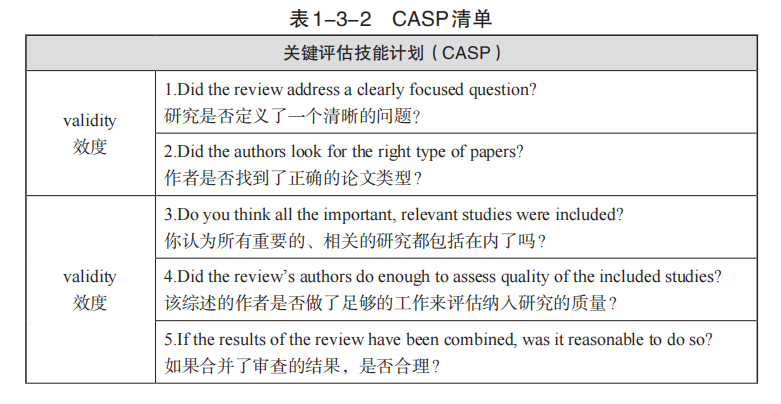 表1-3-2 CASP清单
关键评估技能计划（CASP）
validity
效度
1.Did the review address a clearly focused question?
研究是否定义了一个清晰的问题？
2.Did the authors look for the right type of papers?
作者是否找到了正确的论文类型？
validity
效度
3.Do you think all the important, relevant studies were included?
你认为所有重要的、相关的研究都包括在内了吗？
4.Did the review’s authors do enough to assess quality of the included studies?
该综述的作者是否做了足够的工作来评估纳入研究的质量？
5.If the results of the review have been combined, was it reasonable to do so?
如果合并了审查的结果，是否合理？